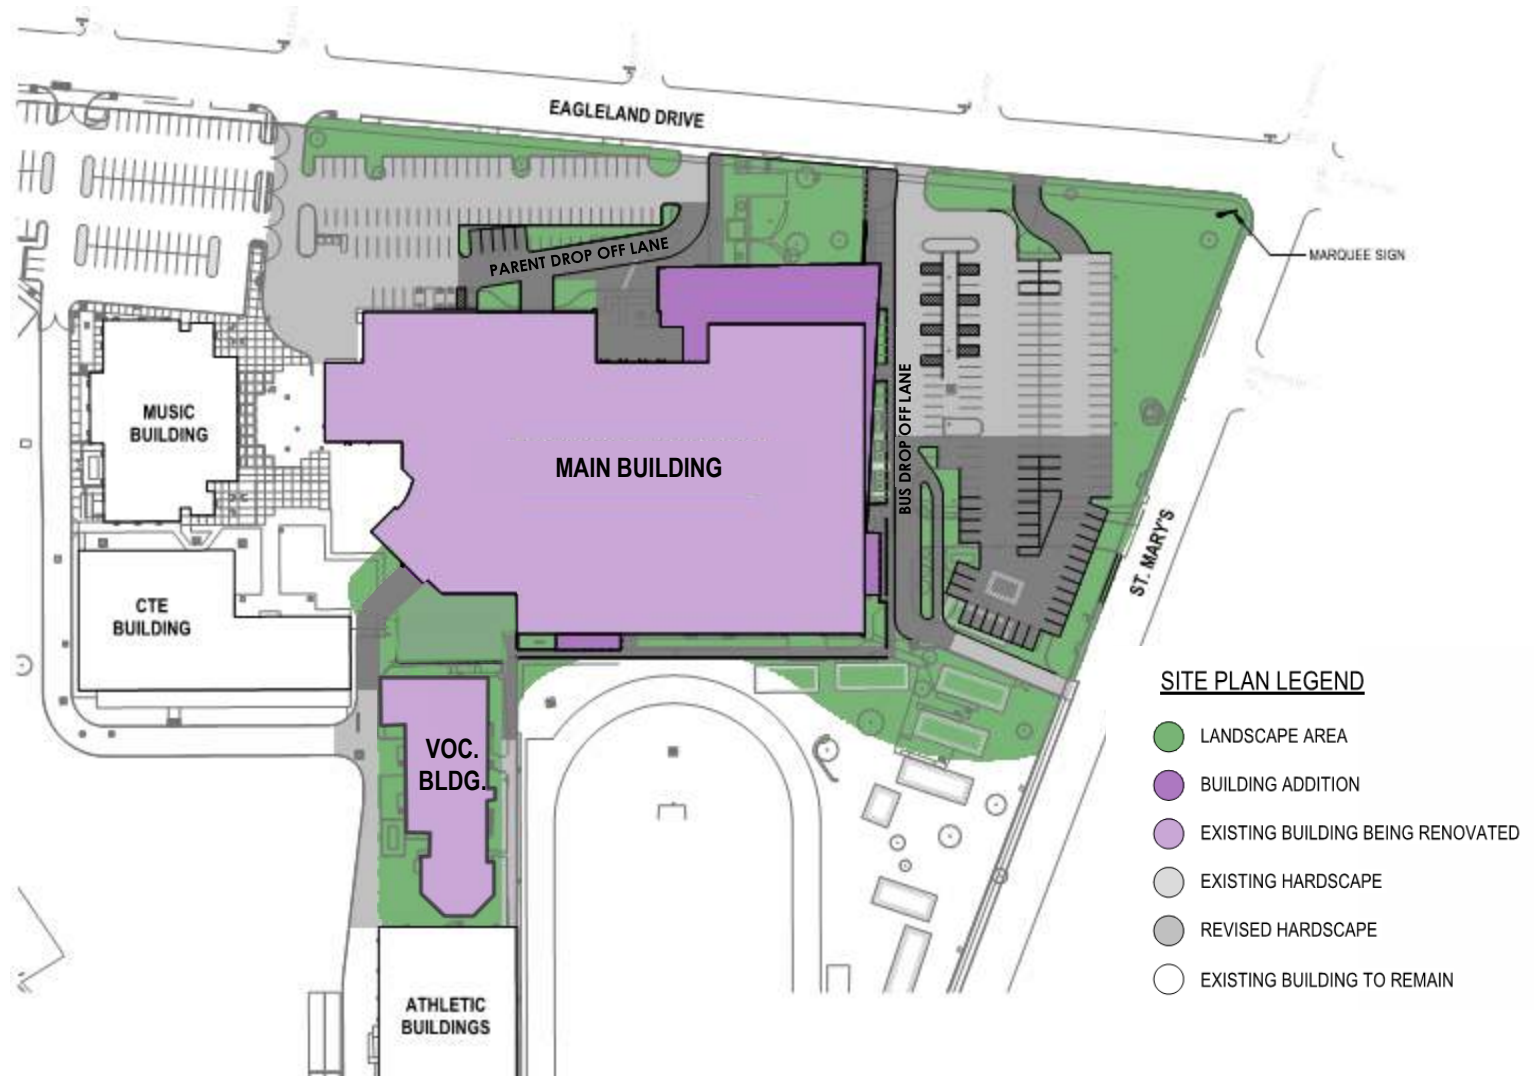 EAGLELAND DRIVE
PARENT DROP OFF LANE
MARQUEE SIGN
BUS DROP OFF LANE
MUSIC
BUILDING
MAIN BUILDING
ST. MARY'S
CTE
BUILDING
VOC.
BLDG.
ATHLETIC
BUILDINGS
SITE PLAN LEGEND
LANDSCAPE AREA
BUILDING ADDITION
EXISTING BUILDING BEING RENOVATED
EXISTING HARDSCAPE
REVISED HARDSCAPE
EXISTING BUILDING TO REMAIN